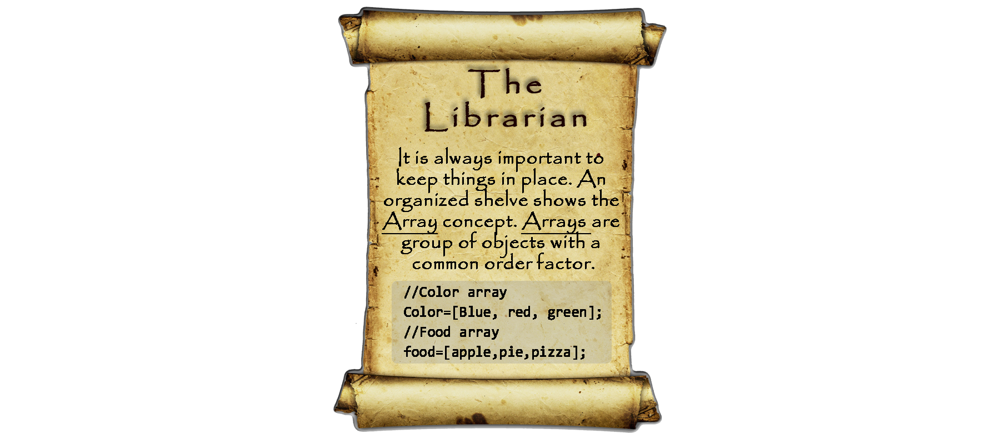 The
Librarian
It is always important to
keep things in place. An
organized shelve shows the
Array concept. Arrays are
group of objects with a
common order factor.
//Color array
Color=[Blue, red, green];
//Food array
food=[apple,pie,pizza];